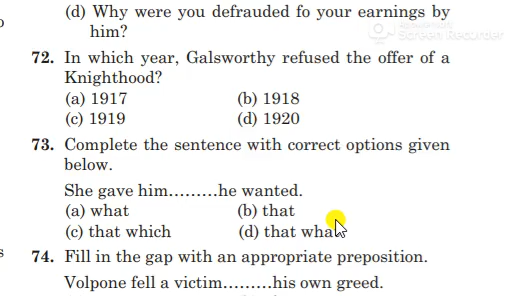 (d) Why were you defrauded fo your earnings by
him?
Screen Recorder
72. In which year, Galsworthy refused the offer of a
Knighthood?
(a) 1917 (b) 1918
(c) 1919 (d) 1920
73. Complete the sentence with correct options given
below.
She gave him.........he wanted.
(a) what (b) that
(c) that which (d) that what
74. Fill in the gap with an appropriate preposition.
Volpone fell a victim.........his own greed.